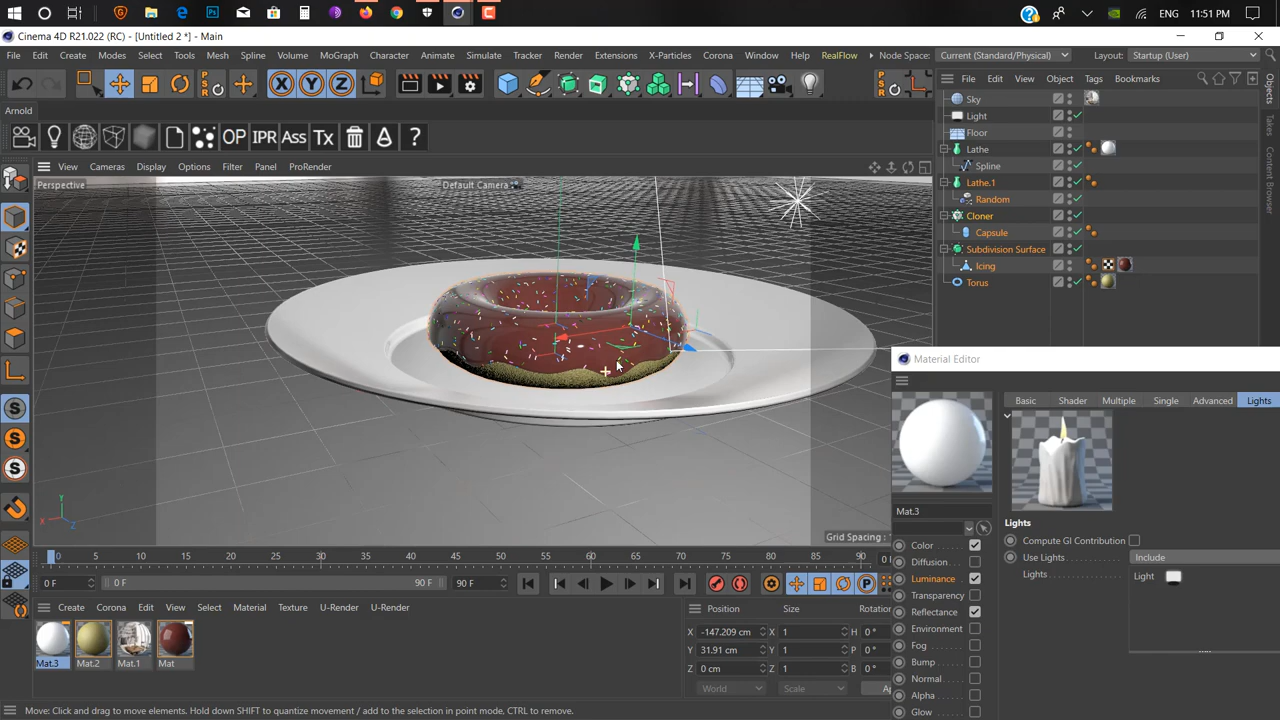 ENG 11:51 PM
Cinema 4D R21.022 (RC) - [Untitled 2 *] - Main
File Edit Create Modes Select Tools Mesh Spline Volume MoGraph Character Animate Simulate Tracker Render Extensions X-Particles Corona Window Help RealFlow Node Space: Current (Standard/Physical) Layout: Startup (User)
PSR X Y Z PSR File Edit View Object Tags Bookmarks
Arnold
OP IPR Ass Tx ?
View Cameras Display Options Filter Panel ProRender
Perspective Default Camera
Sky
Light
Floor
Lathe
Spline
Lathe.1
Random
Cloner
Capsule
Subdivision Surface
Icing
Torus
Objects
Takes
Content Browser
Structure
Y
X
Z
Grid Spacing :
Material Editor
Basic Shader Multiple Single Advanced Lights
Mat.3
Lights
Compute GI Contribution
Use Lights Include
Lights Light
Color
Diffusion
Luminance
Transparency
Reflectance
Environment
Fog
Bump
Normal
Alpha
Glow
0 5 10 15 20 25 30 35 40 45 50 55 60 65 70 75 80 85 90
0 F 0 F 90 F 90 F
Create Corona Edit View Select Material Texture U-Render U-Render
Mat.3 Mat.2 Mat.1 Mat
Position Size Rotation
X -147.209 cm X 1 H 0 °
Y 31.91 cm Y 1 P 0 °
Z 0 cm Z 1 B 0 °
World Scale
Move: Click and drag to move elements. Hold down SHIFT to quantize movement / add to the selection in point mode, CTRL to remove.